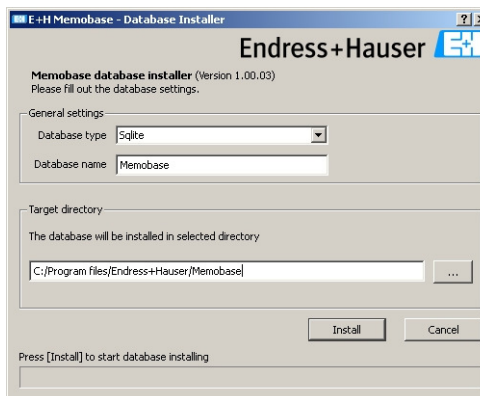 E+H Memobase - Database Installer
Endress+Hauser
Memobase database installer (Version 1.00.03)
Please fill out the database settings.
General settings
Database type Sqlite
Database name Memobase
Target directory
The database will be installed in selected directory
C:/Program files/Endress+Hauser/Memobase
...
Install Cancel
Press [Install] to start database installing